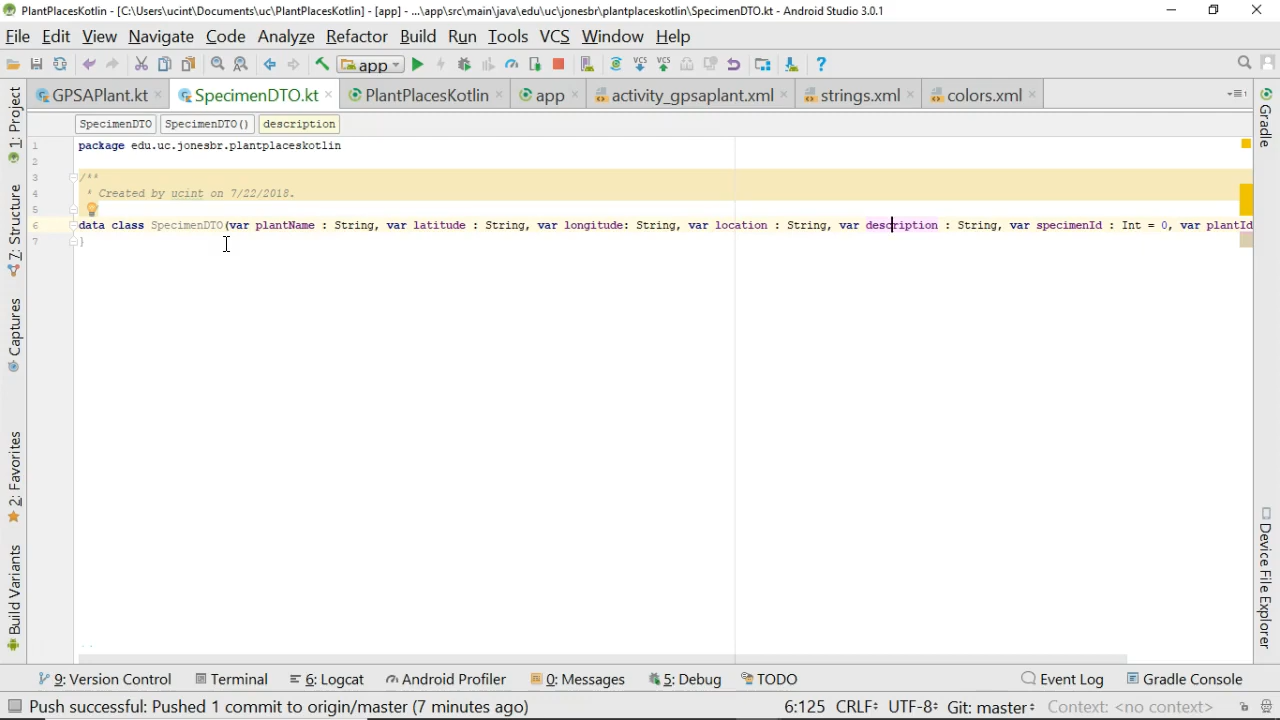 PlantPlacesKotlin - [C:\Users\ucint\Documents\uc\PlantPlacesKotlin] - [app] - ...\app\src\main\java\edu\uc\jonesbr\plantplaceskotlin\SpecimenDTO.kt - Android Studio 3.0.1
File Edit View Navigate Code Analyze Refactor Build Run Tools VCS Window Help
app
GPSAPlant.kt SpecimenDTO.kt PlantPlacesKotlin app activity_gpsaplant.xml strings.xml colors.xml
SpecimenDTO SpecimenDTO() description
1 package edu.uc.jonesbr.plantplaceskotlin
2
3 /**
4 * Created by ucint on 7/22/2018.
5
6 data class SpecimenDTO(var plantName : String, var latitude : String, var longitude: String, var location : String, var description : String, var specimenId : Int = 0, var plantId
7 }
1: Project
7: Structure
Captures
2: Favorites
Build Variants
Gradle
Device File Explorer
9: Version Control Terminal 6: Logcat Android Profiler 0: Messages 5: Debug TODO Event Log Gradle Console
Push successful: Pushed 1 commit to origin/master (7 minutes ago) 6:125 CRLF UTF-8 Git: master Context: <no context>